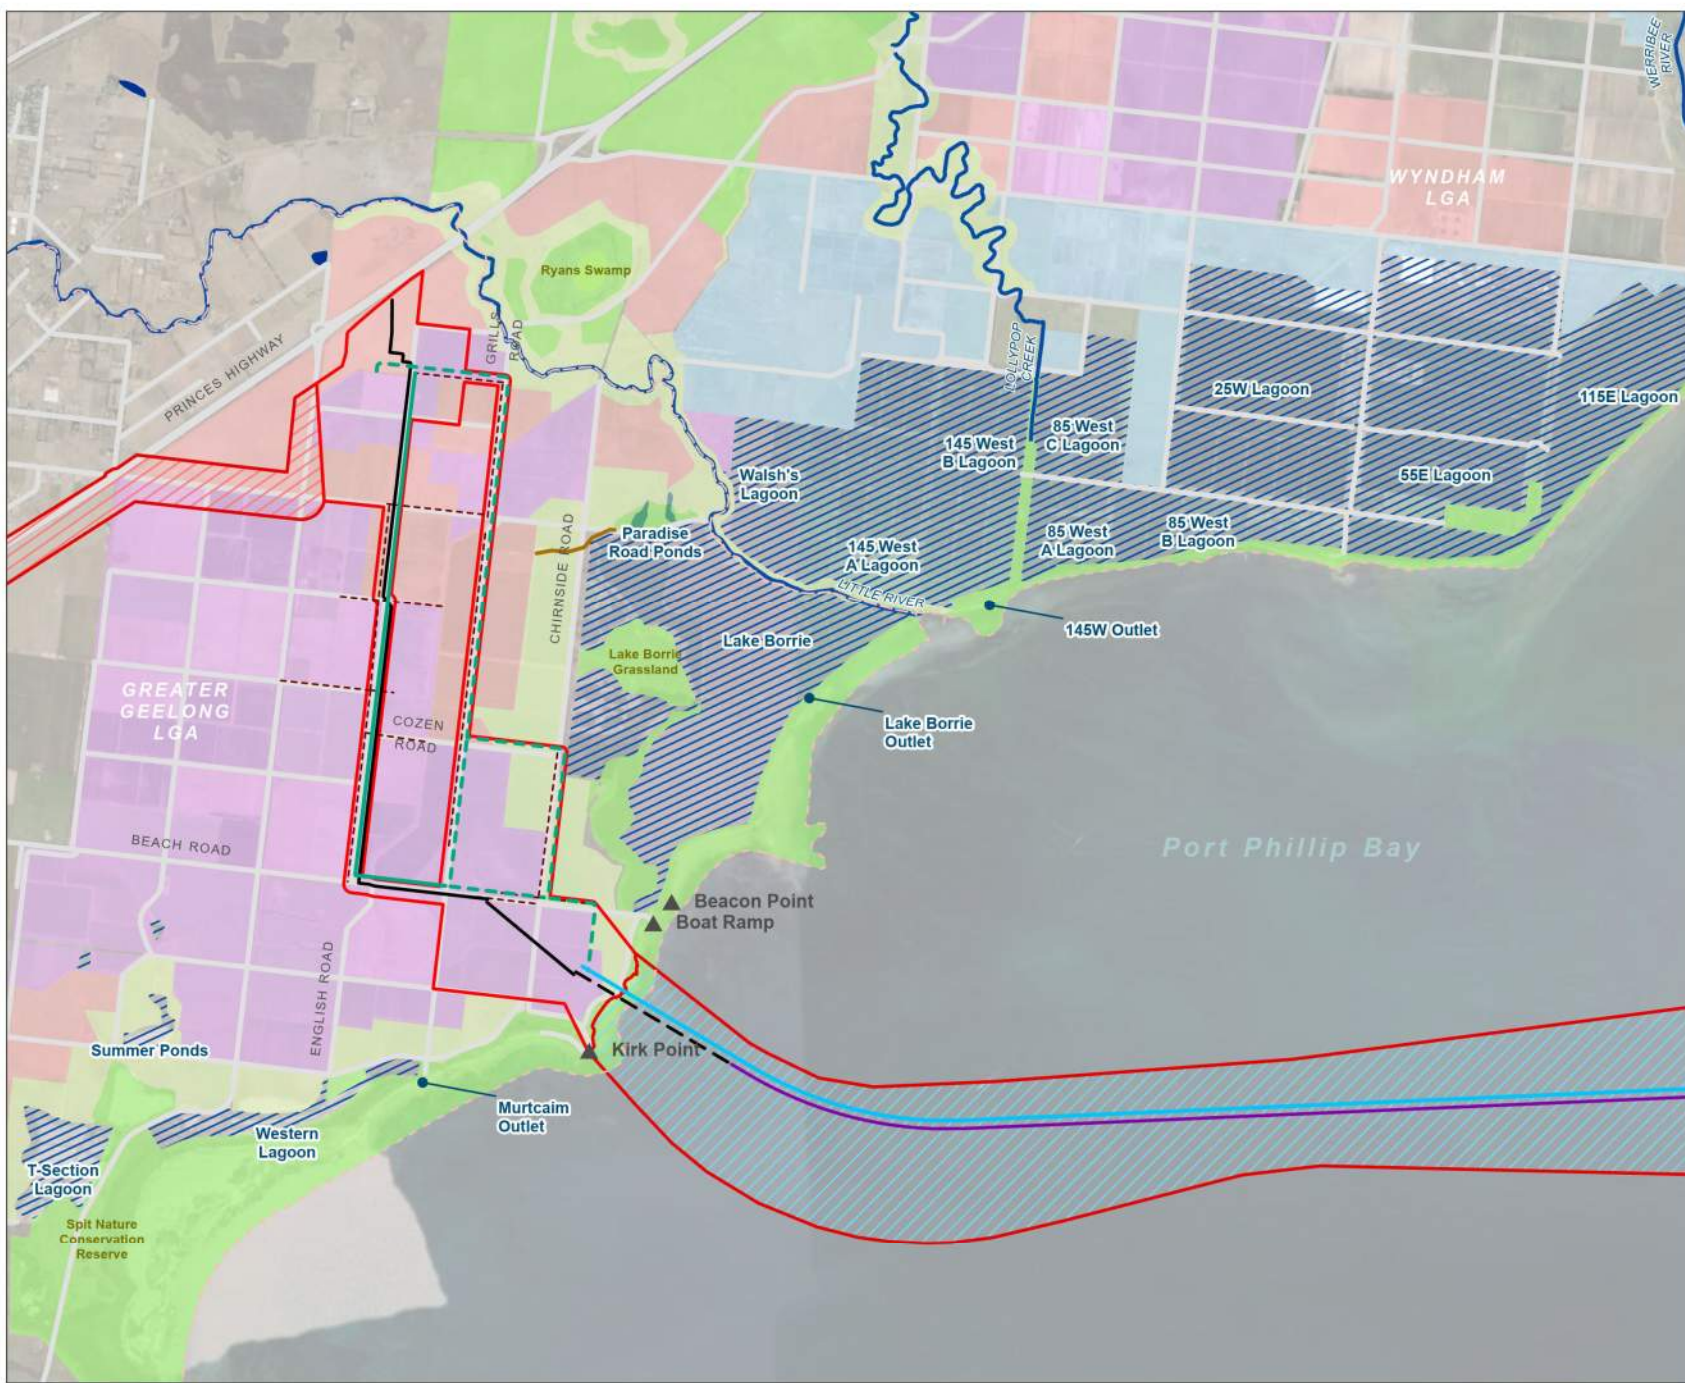 WERRIBEE
RIVER
WYNDHAM
LGA
Ryans Swamp
GRILLS
ROAD
PRINCES HIGHWAY
LOLLYPOP
CREEK
25W Lagoon
115E Lagoon
85 West
C Lagoon
145 West
B Lagoon
55E Lagoon
Walsh's
Lagoon
Paradise
Road Ponds
85 West
B Lagoon
85 West
A Lagoon
145 West
A Lagoon
CHIRNSIDE ROAD
LITTLE RIVER
145W Outlet
Lake Borrie
Lake Borrie
Grassland
GREATER
GEELONG
LGA
COZEN
ROAD
Lake Borrie
Outlet
BEACH ROAD
Port Phillip Bay
Beacon Point
Boat Ramp
ENGLISH ROAD
Summer Ponds
Kirk Point
Murtcaim
Outlet
Western
Lagoon
T-Section
Lagoon
Spit Nature
Conservation
Reserve